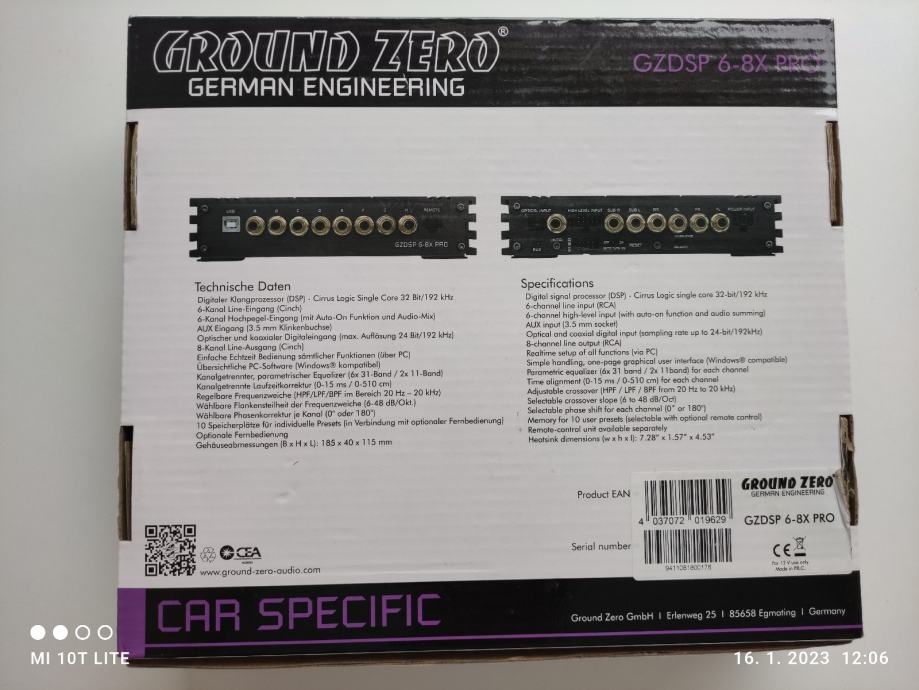 GROUND ZERO®
GERMAN ENGINEERING
GZDSP 6-8X PRO
USB A B C D E F G H REMOTE
GZDSP 6-8X PRO
OPTICAL INPUT HIGH LEVEL INPUT SUB R SUB L RR RL FR FL POWER INPUT
AUX RESET
Technische Daten
Digitaler Klangprozessor (DSP) - Cirrus Logic Single Core 32 Bit/192 kHz
6-Kanal Line-Eingang (Cinch)
6-Kanal Hochpegel-Eingang (mit Auto-On Funktion und Audio-Mix)
AUX Eingang (3.5 mm Klinkenbuchse)
Optischer und koaxialer Digitaleingang (max. Auflösung 24 Bit/192 kHz)
8-Kanal Line-Ausgang (Cinch)
Einfache Echtzeit Bedienung sämtlicher Funktionen (über PC)
Übersichtliche PC-Software (Windows® kompatibel)
Kanalgetrennter, parametrischer Equalizer (6x 31-Band / 2x 11-Band)
Kanalgetrennte Laufzeitkorrektur (0-15 ms / 0-510 cm)
Regelbare Frequenzweiche (HPF/LPF/BPF im Bereich 20 Hz – 20 kHz)
Wählbare Flankensteilheit der Frequenzweiche (6-48 dB/Okt.)
Wählbare Phasenkorrektur je Kanal (0° oder 180°)
10 Speicherplätze für individuelle Presets (in Verbindung mit optionaler Fernbedienung)
Optionale Fernbedienung
Gehäuseabmessungen (B x H x L): 185 x 40 x 115 mm
Specifications
Digital signal processor (DSP) - Cirrus Logic single core 32-bit/192 kHz
6-channel line input (RCA)
6-channel high-level input (with auto-on function and audio summing)
AUX input (3.5 mm socket)
Optical and coaxial digital input (sampling rate up to 24-bit/192kHz)
8-channel line output (RCA)
Realtime setup of all functions (via PC)
Simple handling, one-page graphical user interface (Windows® compatible)
Parametric equalizer (6x 31 band / 2x 11band) for each channel
Time alignment (0-15 ms / 0-510 cm) for each channel
Adjustable crossover (HPF / LPF / BPF from 20 Hz to 20 kHz)
Selectable crossover slope (6 to 48 dB/Oct)
Selectable phase shift for each channel (0° or 180°)
Memory for 10 user presets (selectable with optional remote control)
Remote-control unit available separately
Heatsink dimensions (w x h x l): 7.28" x 1.57" x 4.53"
Product EAN
4 037072 019629
GROUND ZERO
GERMAN ENGINEERING
GZDSP 6-8X PRO
Serial number
9411081800176
CE
For 12 V use only
Made in P.R.C.
CEA
www.ground-zero-audio.com
CAR SPECIFIC
Ground Zero GmbH I Erlenweg 25 I 85658 Egmating I Germany
MI 10T LITE
16. 1. 2023 12:06